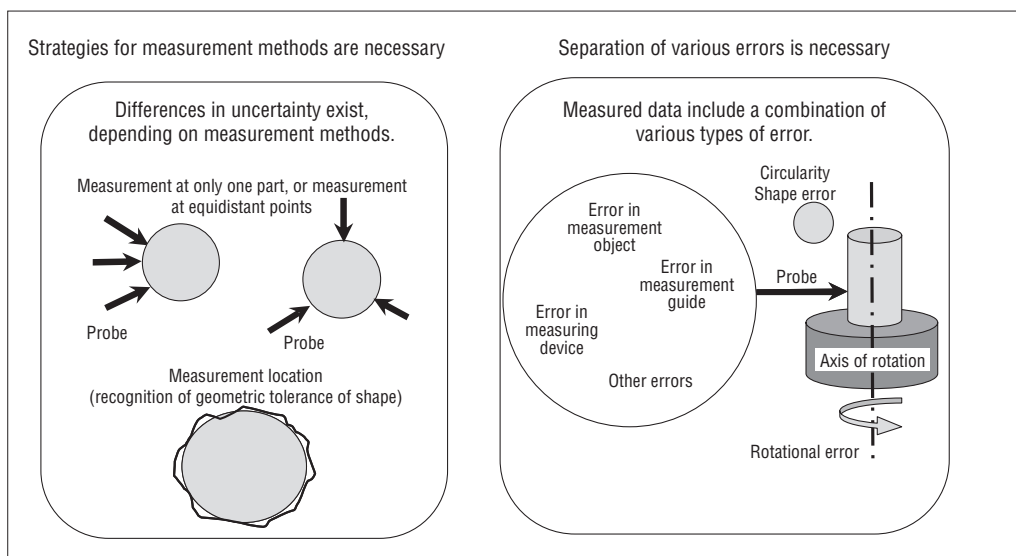 Strategies for measurement methods are necessary
Differences in uncertainty exist,
depending on measurement methods.
Measurement at only one part, or measurement
at equidistant points
Probe
Probe
Measurement location
(recognition of geometric tolerance of shape)
Separation of various errors is necessary
Measured data include a combination of
various types of error.
Circularity
Shape error
Error in
measurement
object
Error in
measurement
guide
Probe
Error in
measuring
device
Other errors
Axis of rotation
Rotational error